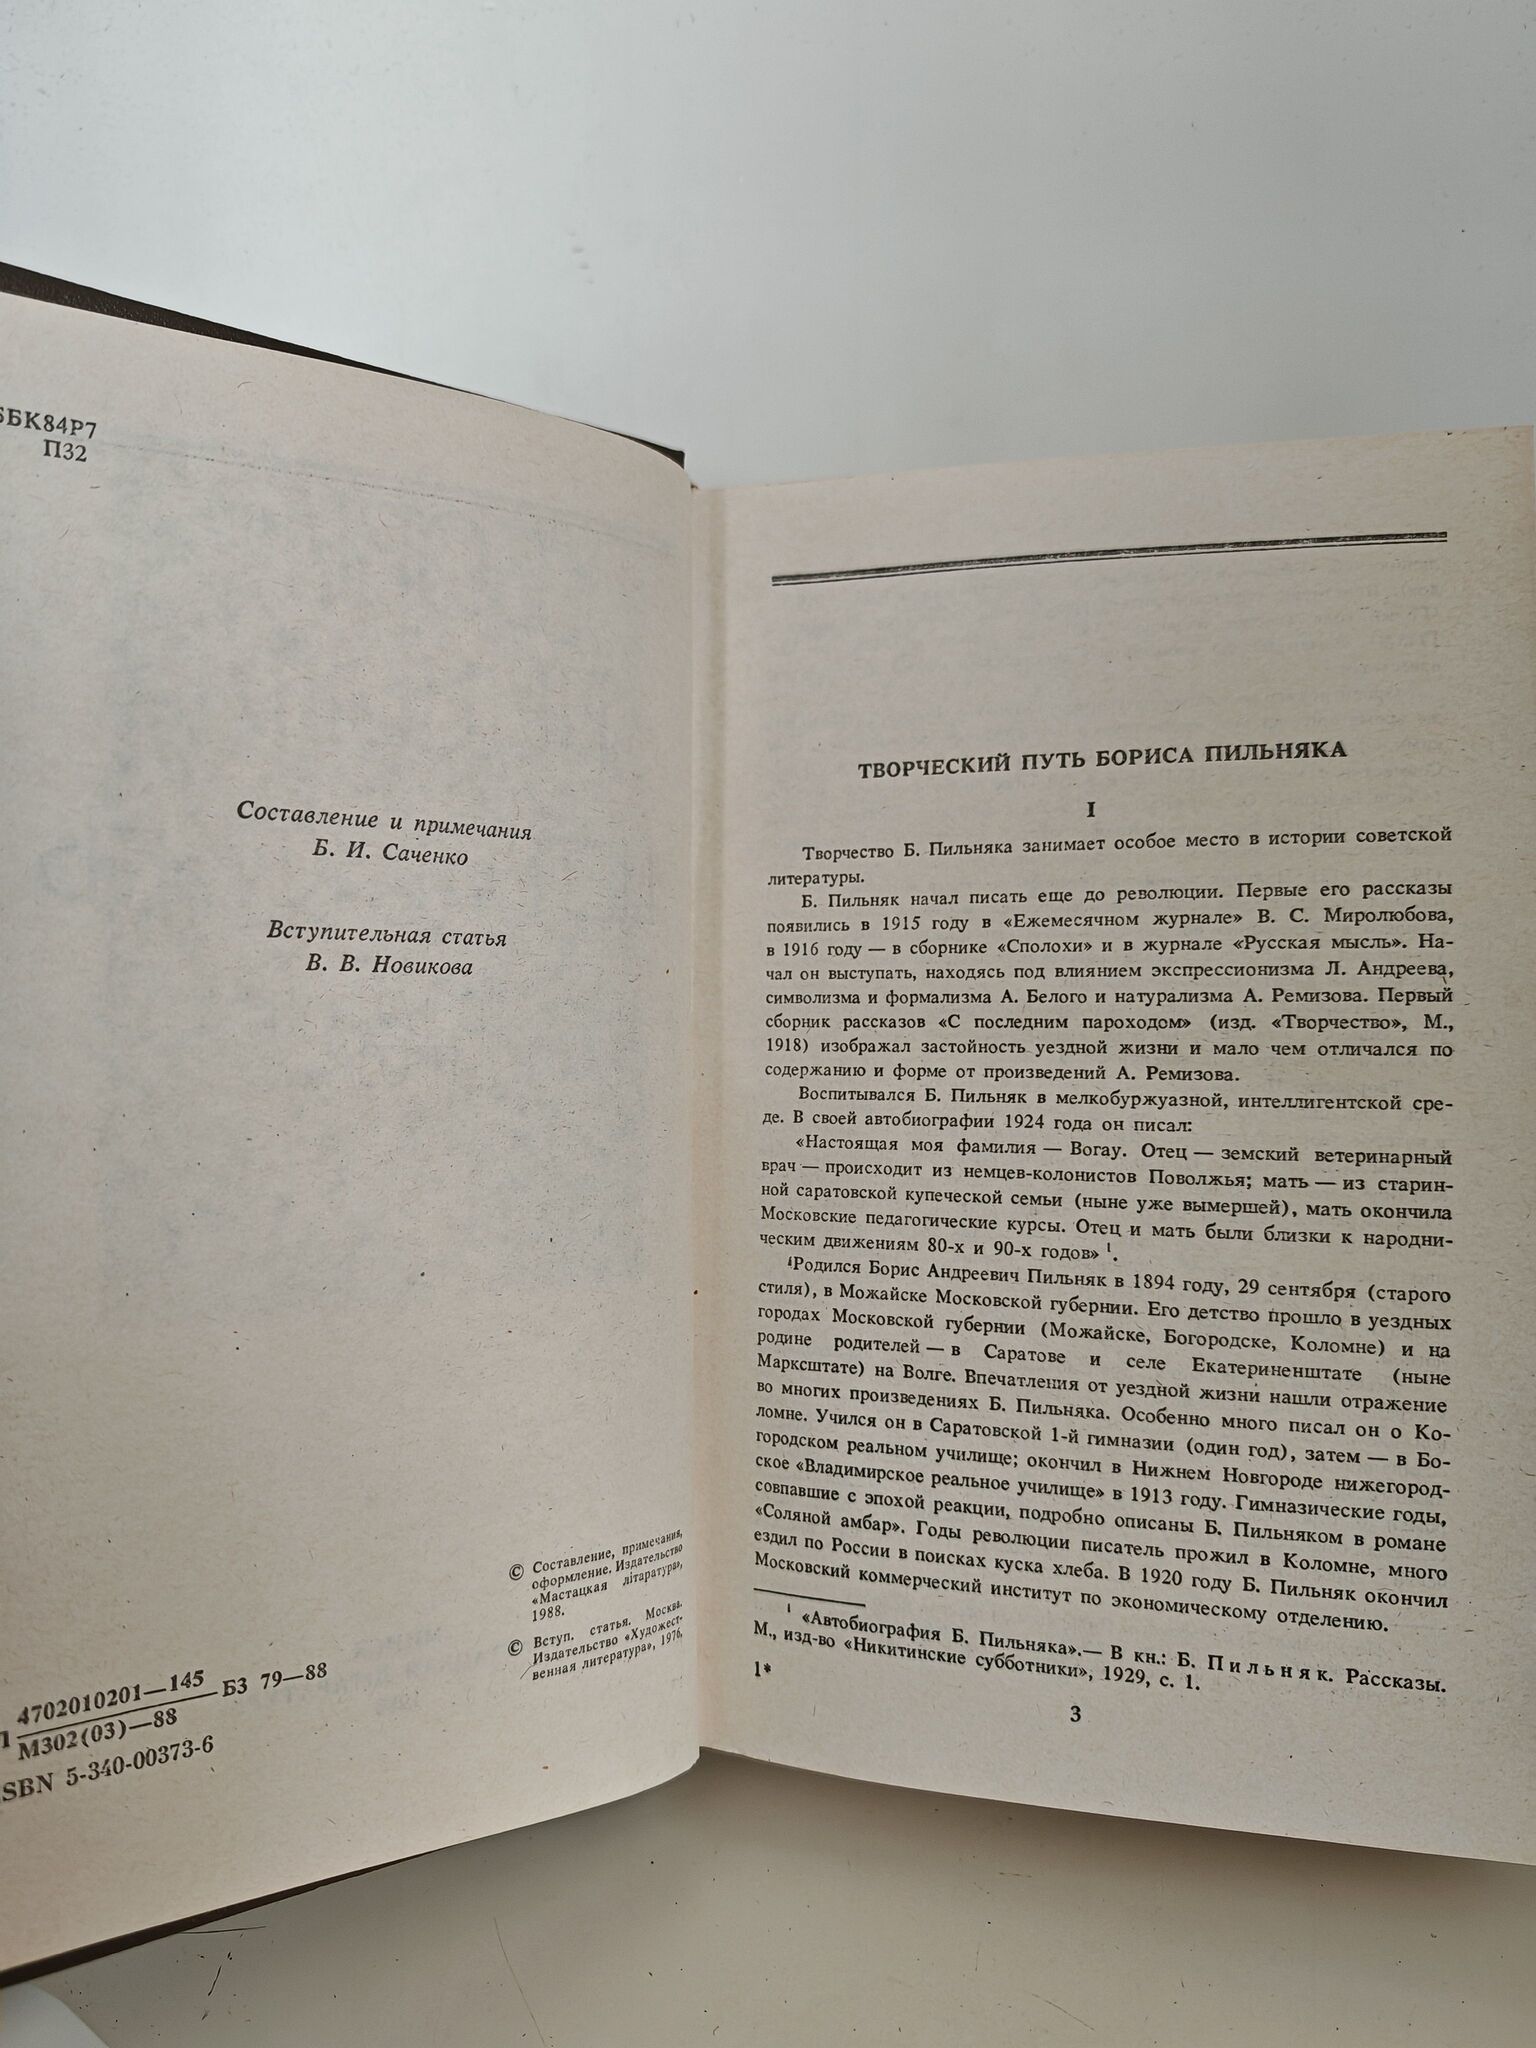 ББК84Р7
П32
Составление и примечания
Б. И. Саченко
Вступительная статья
В. В. Новикова
© Составление, примечания,
оформление. Издательство
«Мастацкая літаратура»,
1988.
© Вступ. статья. Москва.
Издательство «Художест-
венная литература», 1976.
4702010201—145
БЗ 79—88
М302(03)—88
ISBN 5-340-00373-6
ТВОРЧЕСКИЙ ПУТЬ БОРИСА ПИЛЬНЯКА
I
Творчество Б. Пильняка занимает особое место в истории советской
литературы.
Б. Пильняк начал писать еще до революции. Первые его рассказы
появились в 1915 году в «Ежемесячном журнале» В. С. Миролюбова,
в 1916 году — в сборнике «Сполохи» и в журнале «Русская мысль». На-
чал он выступать, находясь под влиянием экспрессионизма Л. Андреева,
символизма и формализма А. Белого и натурализма А. Ремизова. Первый
сборник рассказов «С последним пароходом» (изд. «Творчество», М.,
1918) изображал застойность уездной жизни и мало чем отличался по
содержанию и форме от произведений А. Ремизова.
Воспитывался Б. Пильняк в мелкобуржуазной, интеллигентской сре-
де. В своей автобиографии 1924 года он писал:
«Настоящая моя фамилия — Вогау. Отец — земский ветеринарный
врач — происходит из немцев-колонистов Поволжья; мать — из старин-
ной саратовской купеческой семьи (ныне уже вымершей), мать окончила
Московские педагогические курсы. Отец и мать были близки к народни-
ческим движениям 80-х и 90-х годов» ¹.
Родился Борис Андреевич Пильняк в 1894 году, 29 сентября (старого
стиля), в Можайске Московской губернии. Его детство прошло в уездных
городах Московской губернии (Можайске, Богородске, Коломне) и на
родине родителей — в Саратове и селе Екатериненштате (ныне
Марксштате) на Волге. Впечатления от уездной жизни нашли отражение
во многих произведениях Б. Пильняка. Особенно много писал он о Ко-
ломне. Учился он в Саратовской 1-й гимназии (один год), затем — в Бо-
городском реальном училище; окончил в Нижнем Новгороде нижегород-
ское «Владимирское реальное училище» в 1913 году. Гимназические годы,
совпавшие с эпохой реакции, подробно описаны Б. Пильняком в романе
«Соляной амбар». Годы революции писатель прожил в Коломне, много
ездил по России в поисках куска хлеба. В 1920 году Б. Пильняк окончил
Московский коммерческий институт по экономическому отделению.
¹ «Автобиография Б. Пильняка».— В кн.: Б. Пильняк. Рассказы.
М., изд-во «Никитинские субботники», 1929, с. 1.
1*
3